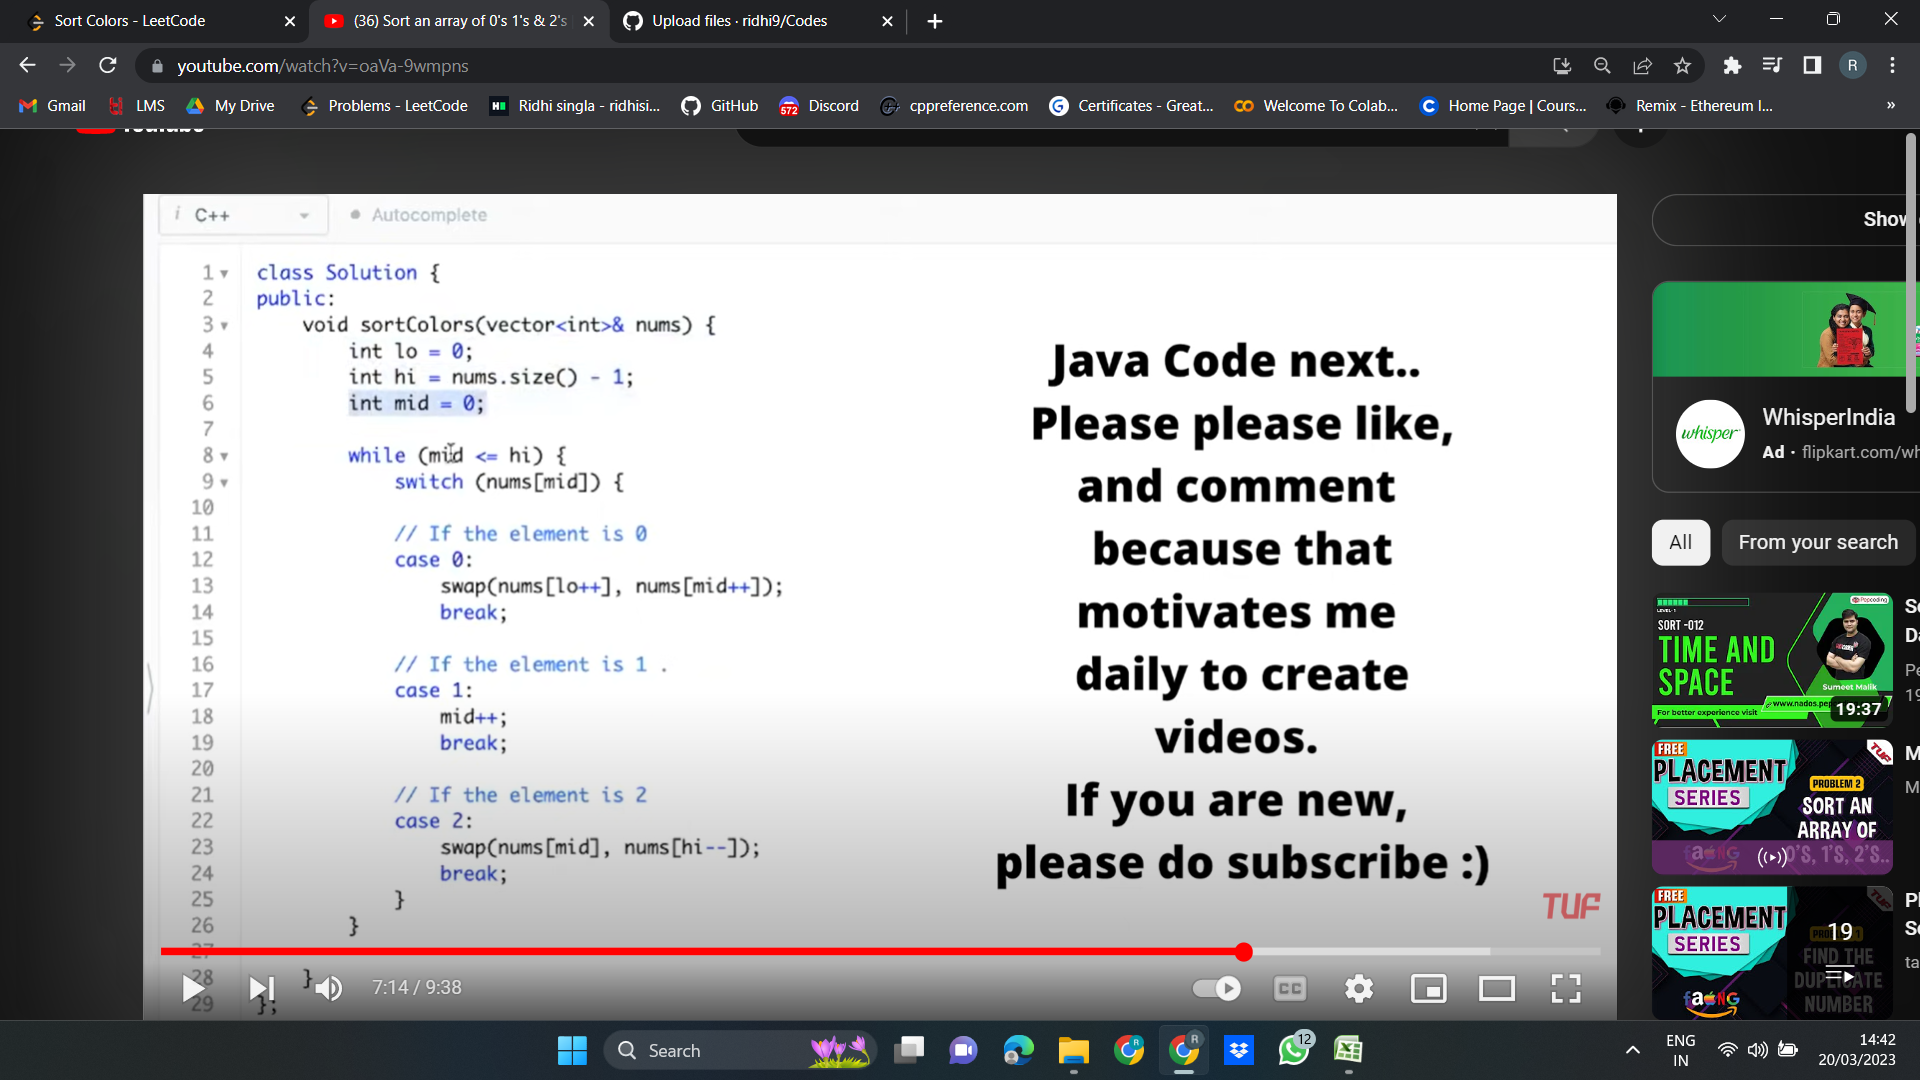 Sort Colors - LeetCode
(36) Sort an array of 0's 1's & 2's
Upload files · ridhi9/Codes
youtube.com/watch?v=oaVa-9wmpns
R
Gmail
LMS
My Drive
Problems - LeetCode
Ridhi singla - ridhisi...
GitHub
572
Discord
cppreference.com
Certificates - Great...
Welcome To Colab...
Home Page | Cours...
Remix - Ethereum I...
»
i C++
Autocomplete
1 class Solution {
2 public:
3 void sortColors(vector<int>& nums) {
4 int lo = 0;
5 int hi = nums.size() - 1;
6 int mid = 0;
7
8 while (mid <= hi) {
9 switch (nums[mid]) {
10
11 // If the element is 0
12 case 0:
13 swap(nums[lo++], nums[mid++]);
14 break;
15
16 // If the element is 1 .
17 case 1:
18 mid++;
19 break;
20
21 // If the element is 2
22 case 2:
23 swap(nums[mid], nums[hi--]);
24 break;
25 }
26 }
27
28 }
29 };
Java Code next..
Please please like,
and comment
because that
motivates me
daily to create
videos.
If you are new,
please do subscribe :)
TUF
7:14 / 9:38
CC
Show
whisper
WhisperIndia
Ad · flipkart.com/wh
All
From your search
LEVEL- 1
Pepcoding
SORT -012
TIME AND
SPACE
Sumeet Malik
For better experience visit
www.nados.pep
19:37
FREE
PLACEMENT
SERIES
TUF
PROBLEM 2
SORT AN
ARRAY OF
0'S, 1'S, 2'S..
faang
FREE
PLACEMENT
SERIES
19
FIND THE
DUPLICATE
NUMBER
faang
Search
R
R
12
ENG
IN
14:42
20/03/2023